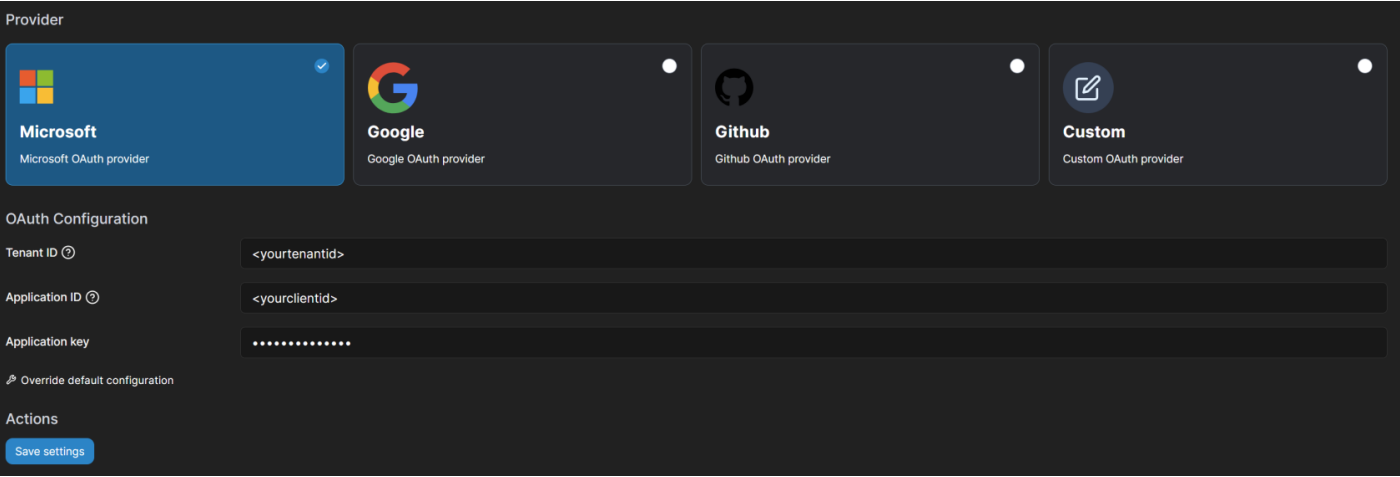 Provider
Microsoft
Microsoft OAuth provider
Google
Google OAuth provider
Github
Github OAuth provider
Custom
Custom OAuth provider
OAuth Configuration
Tenant ID ?
<yourtenantid>
Application ID ?
<yourclientid>
Application key
••••••••••••••
Override default configuration
Actions
Save settings